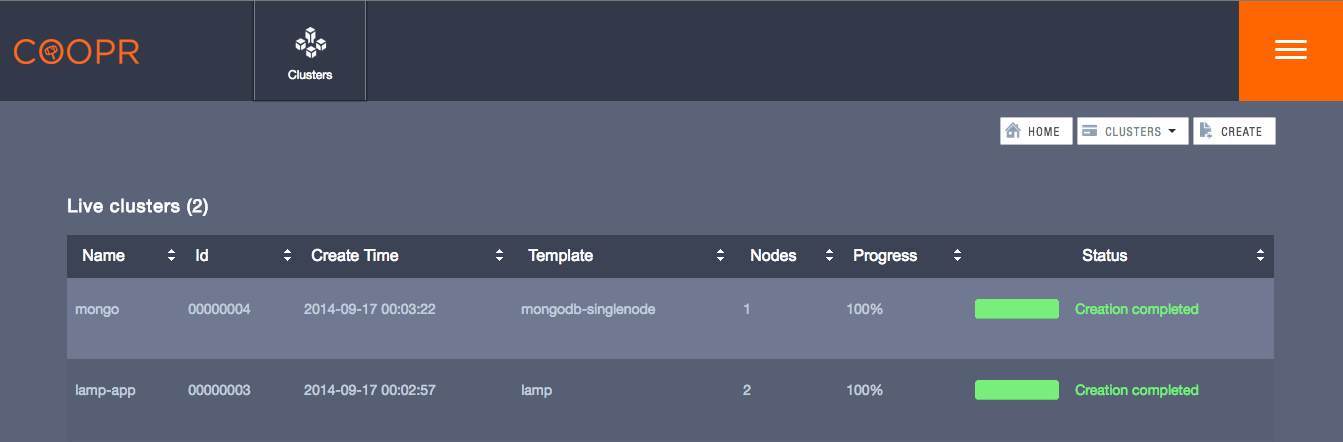 COOPR
Clusters
HOME CLUSTERS CREATE
Live clusters (2)
Name Id Create Time Template Nodes Progress Status
mongo 00000004 2014-09-17 00:03:22 mongodb-singlenode 1 100% Creation completed
lamp-app 00000003 2014-09-17 00:02:57 lamp 2 100% Creation completed